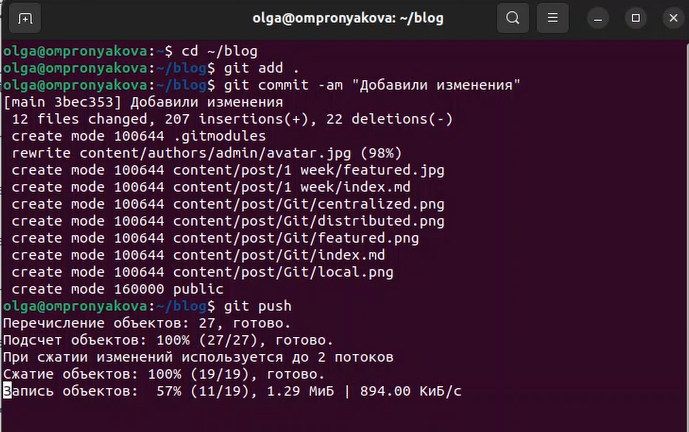 olga@ompronyakova: ~/blog
olga@ompronyakova:~$ cd ~/blog
olga@ompronyakova:~/blog$ git add .
olga@ompronyakova:~/blog$ git commit -am "Добавили изменения"
[main 3bec353] Добавили изменения
 12 files changed, 207 insertions(+), 22 deletions(-)
 create mode 100644 .gitmodules
 rewrite content/authors/admin/avatar.jpg (98%)
 create mode 100644 content/post/1 week/featured.jpg
 create mode 100644 content/post/1 week/index.md
 create mode 100644 content/post/Git/centralized.png
 create mode 100644 content/post/Git/distributed.png
 create mode 100644 content/post/Git/featured.png
 create mode 100644 content/post/Git/index.md
 create mode 100644 content/post/Git/local.png
 create mode 160000 public
olga@ompronyakova:~/blog$ git push
Перечисление объектов: 27, готово.
Подсчет объектов: 100% (27/27), готово.
При сжатии изменений используется до 2 потоков
Сжатие объектов: 100% (19/19), готово.
Запись объектов:  57% (11/19), 1.29 МиБ | 894.00 КиБ/с